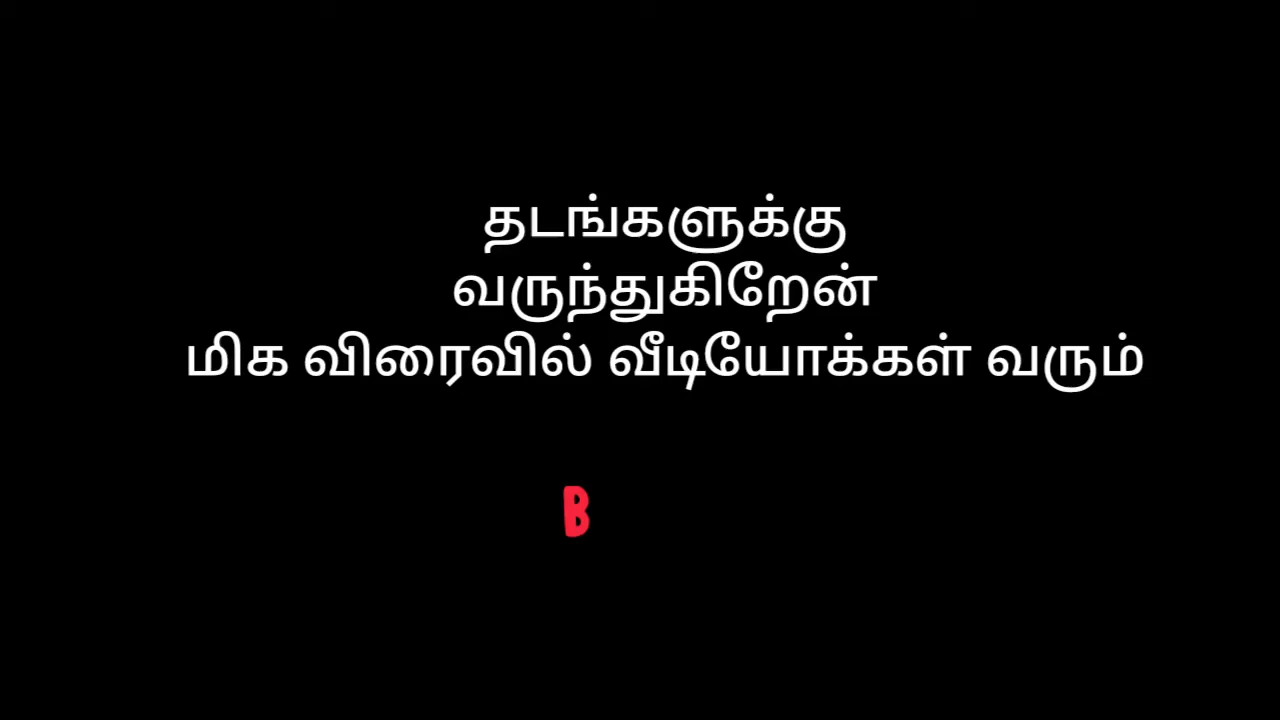 தடங்களுக்கு
வருந்துகிறேன்
மிக விரைவில் வீடியோக்கள் வரும்
B